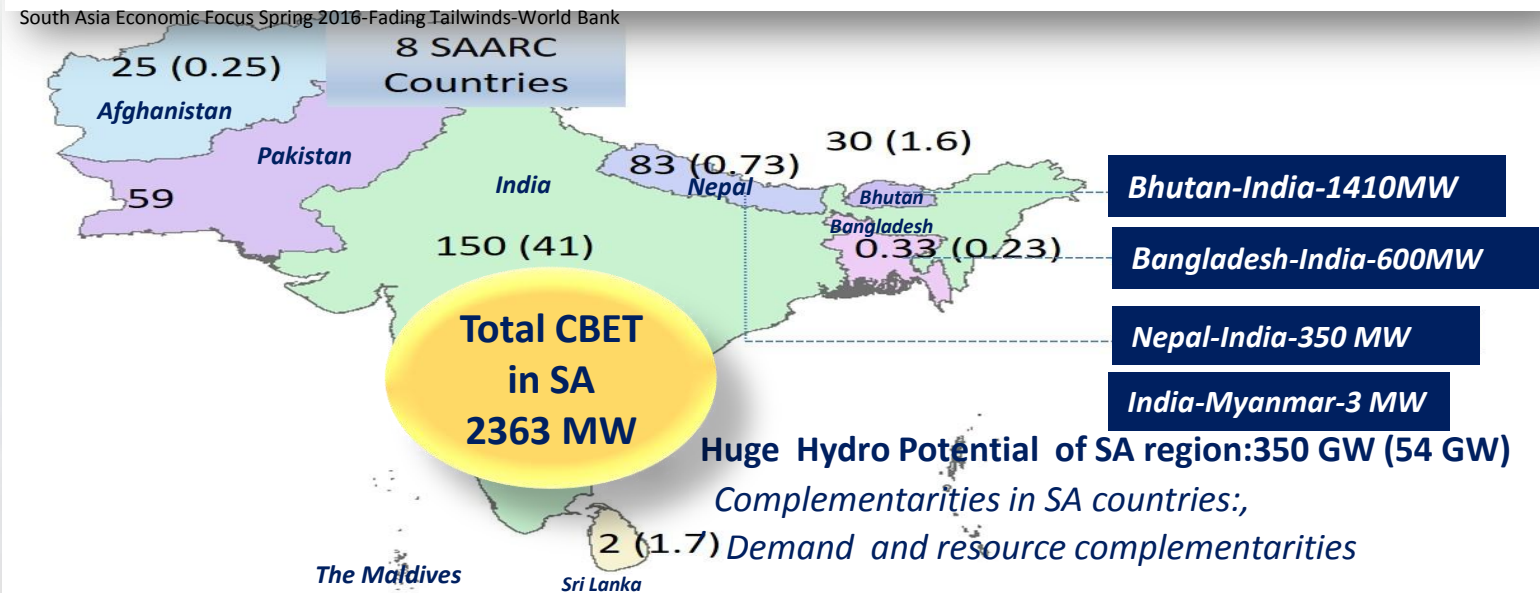 South Asia Economic Focus Spring 2016-Fading Tailwinds-World Bank
8 SAARC
Countries
25 (0.25)
Afghanistan
Pakistan
59
India
150 (41)
83 (0.73)
Nepal
30 (1.6)
Bhutan
Bangladesh
0.33 (0.23)
Bhutan-India-1410MW
Bangladesh-India-600MW
Nepal-India-350 MW
India-Myanmar-3 MW
Total CBET
in SA
2363 MW
Huge Hydro Potential of SA region:350 GW (54 GW)
Complementarities in SA countries:,
Demand and resource complementarities
2 (1.7)
The Maldives
Sri Lanka